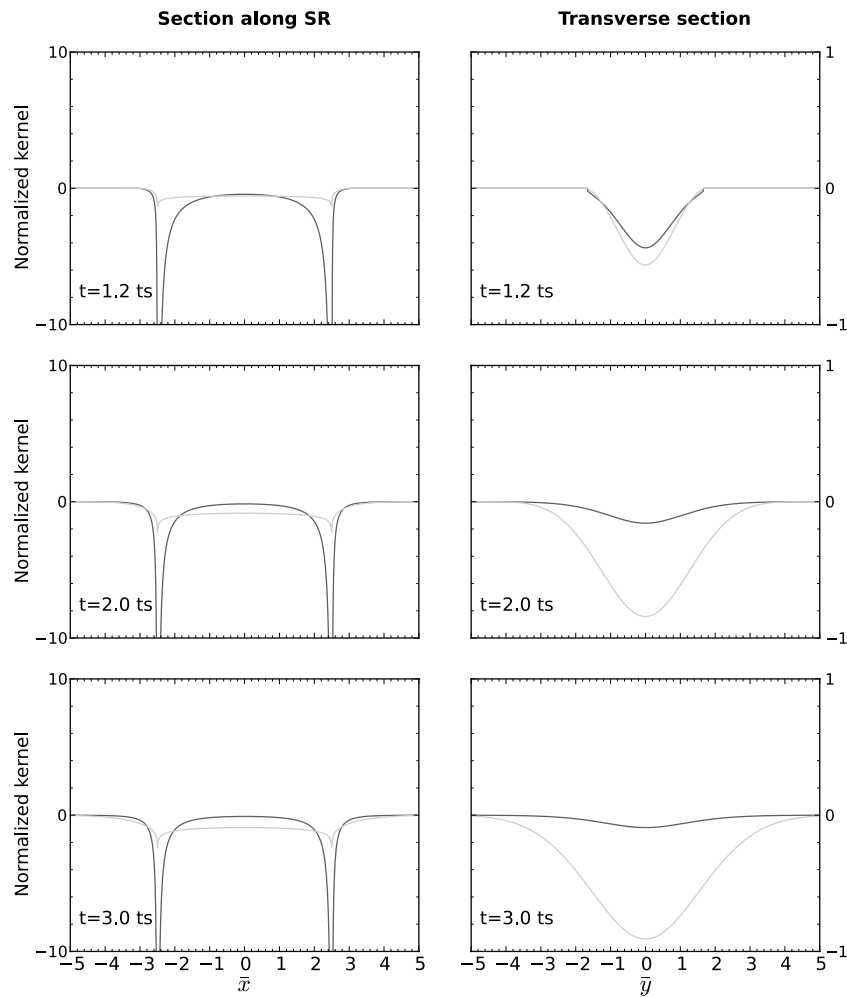 Section along SR Transverse section
10 1
Normalized kernel
0 0
t=1.2 ts t=1.2 ts
−10 −1
10 1
Normalized kernel
0 0
t=2.0 ts t=2.0 ts
−10 −1
10 1
Normalized kernel
0 0
t=3.0 ts t=3.0 ts
−10 −1
−5 −4 −3 −2 −1 0 1 2 3 4 5 −5 −4 −3 −2 −1 0 1 2 3 4 5
x̄ ȳ